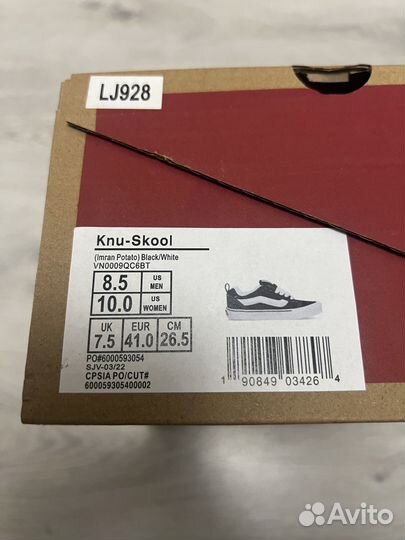 LJ928
Knu-Skool
(Imran Potato) Black/White
VN0009QC6BT
8.5 US MEN
10.0 US WOMEN
UK EUR CM
7.5 41.0 26.5
PO#6000593054
SJV-03/22
CPSIA PO/CUT#
600059305400002
1 90849 03426 4
Avito